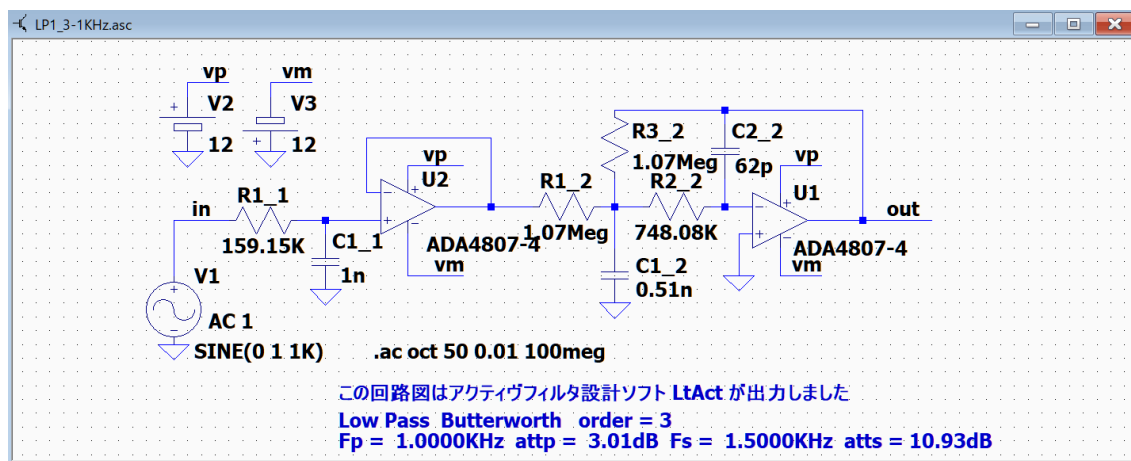 LP1_3-1KHz.asc
vp
vm
V2
V3
12
12
R3_2
1.07Meg
C2_2
62p
vp
U2
vp
U1
in
R1_1
159.15K
C1_1
1n
ADA4807-4
vm
R1_2
1.07Meg
R2_2
748.08K
C1_2
0.51n
ADA4807-4
vm
out
V1
AC 1
SINE(0 1 1K)
.ac oct 50 0.01 100meg
この回路図はアクティヴフィルタ設計ソフト LtAct が出力しました
Low Pass Butterworth order = 3
Fp = 1.0000KHz attp = 3.01dB Fs = 1.5000KHz atts = 10.93dB